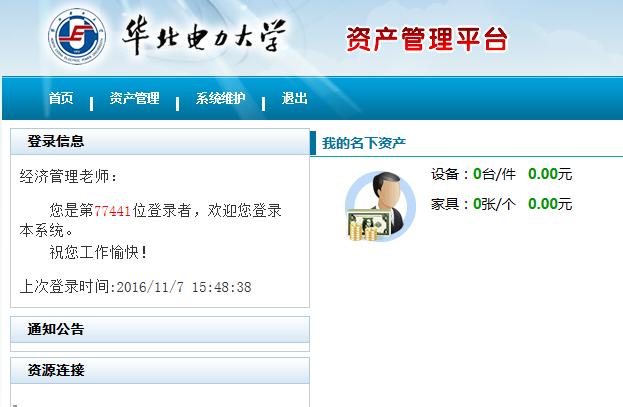 华北电力大学
资产管理平台
首页 资产管理 系统维护 退出
登录信息
经济管理老师：
您是第77441位登录者，欢迎您登录
本系统。
祝您工作愉快！
上次登录时间:2016/11/7 15:48:38
通知公告
资源连接
我的名下资产
设备：0台/件 0.00元
家具：0张/个 0.00元